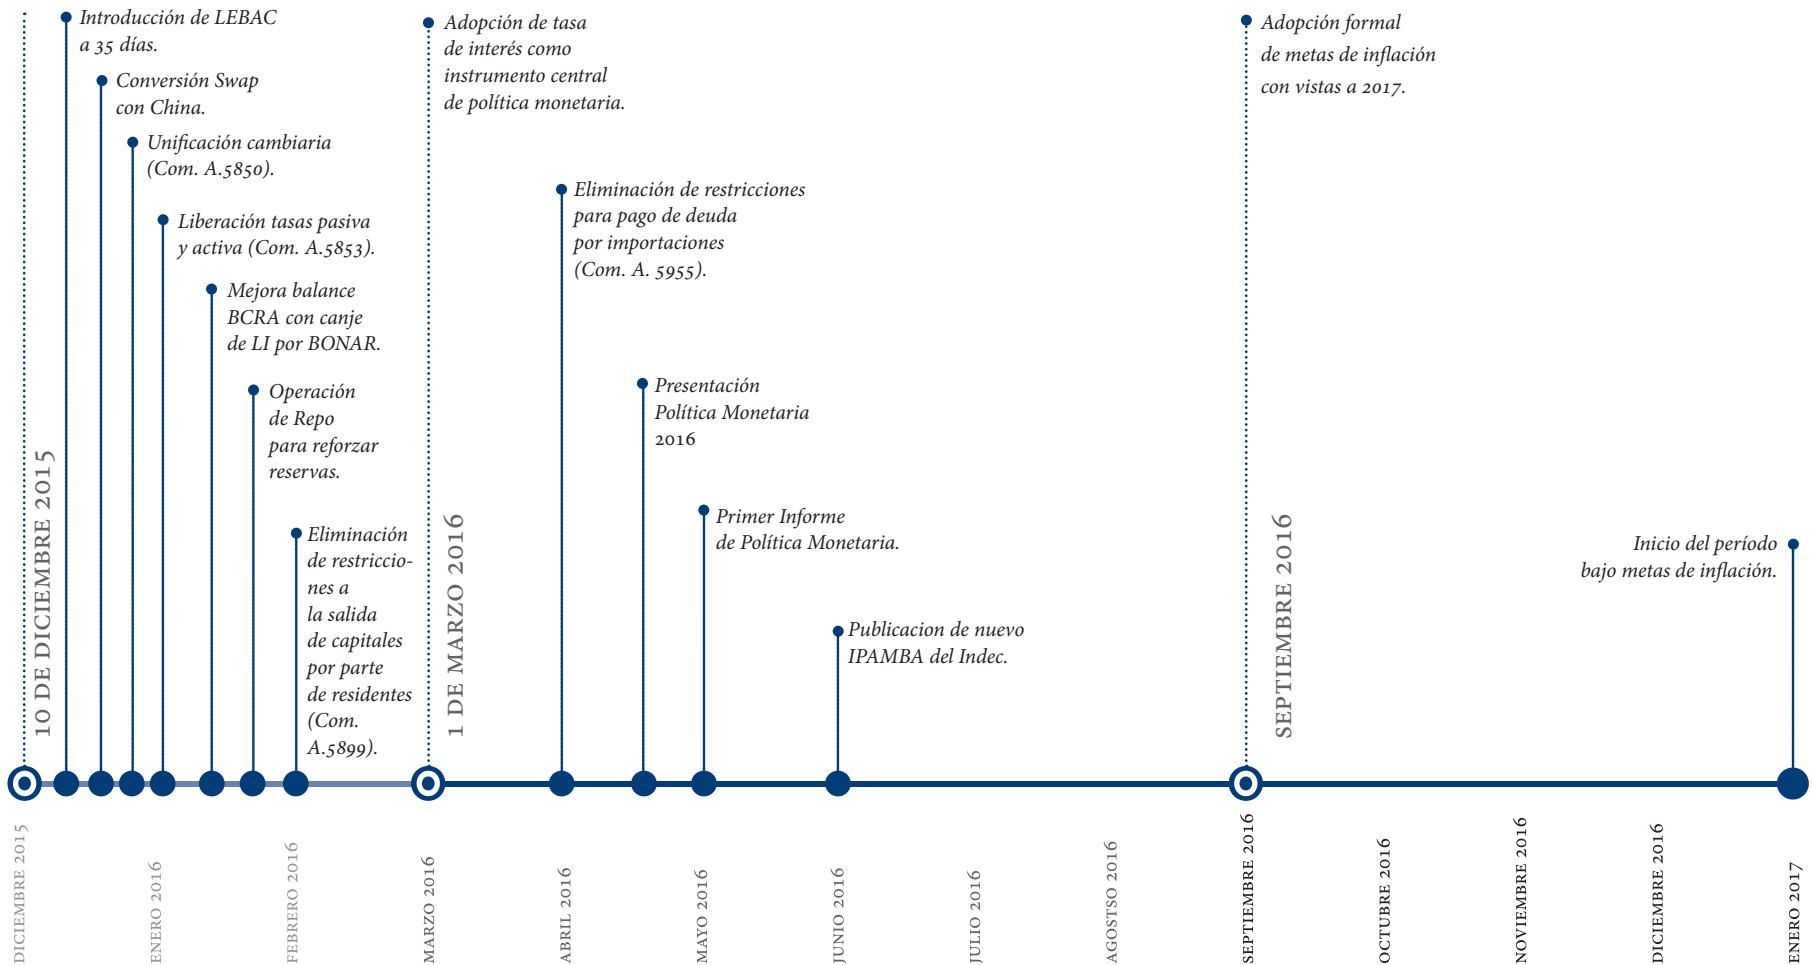 Introducción de LEBAC
a 35 días.
Conversión Swap
con China.
Unificación cambiaria
(Com. A.5850).
Liberación tasas pasiva
y activa (Com. A.5853).
Mejora balance
BCRA con canje
de LI por BONAR.
Operación
de Repo
para reforzar
reservas.
Eliminación
de restriccio-
nes a
la salida
de capitales
por parte
de residentes
(Com.
A.5899).
10 DE DICIEMBRE 2015
Adopción de tasa
de interés como
instrumento central
de política monetaria.
1 DE MARZO 2016
Eliminación de restricciones
para pago de deuda
por importaciones
(Com. A. 5955).
Presentación
Política Monetaria
2016
Primer Informe
de Política Monetaria.
Publicacion de nuevo
IPAMBA del Indec.
Adopción formal
de metas de inflación
con vistas a 2017.
SEPTIEMBRE 2016
Inicio del período
bajo metas de inflación.
DICIEMBRE 2015
ENERO 2016
FEBRERO 2016
MARZO 2016
ABRIL 2016
MAYO 2016
JUNIO 2016
JULIO 2016
AGOSTSO 2016
SEPTIEMBRE 2016
OCTUBRE 2016
NOVIEMBRE 2016
DICIEMBRE 2016
ENERO 2017